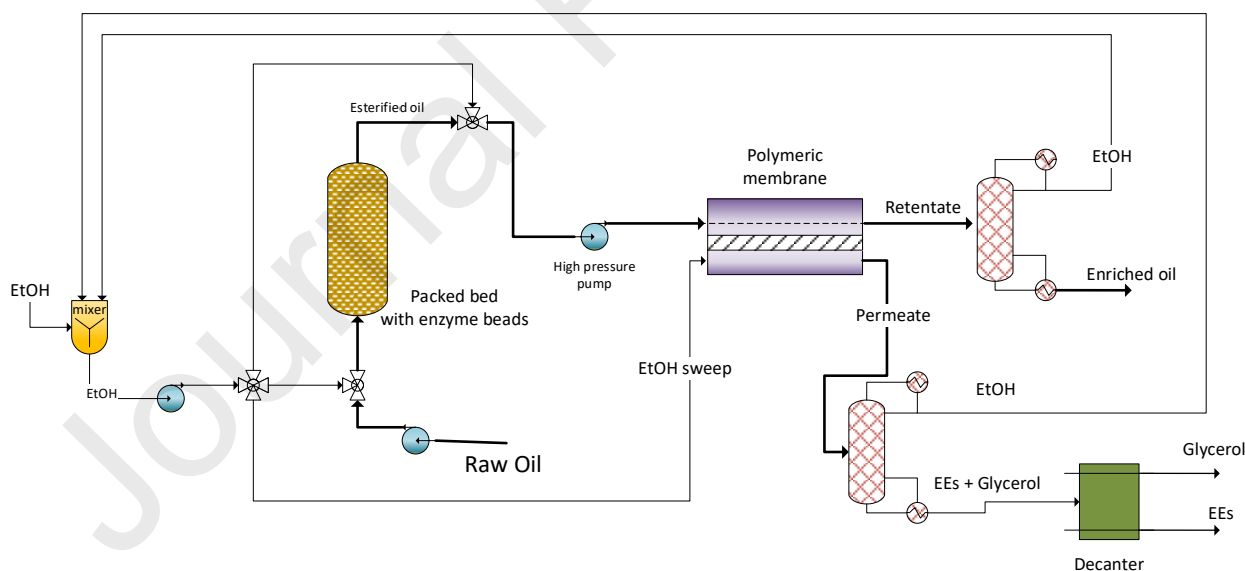 Journal P
Esterified oil
EtOH
Polymeric
membrane
Retentate
Enriched oil
High pressure
pump
EtOH
mixer
Packed bed
with enzyme beads
Permeate
EtOH sweep
EtOH
EtOH
Raw Oil
Glycerol
EEs + Glycerol
EEs
Decanter